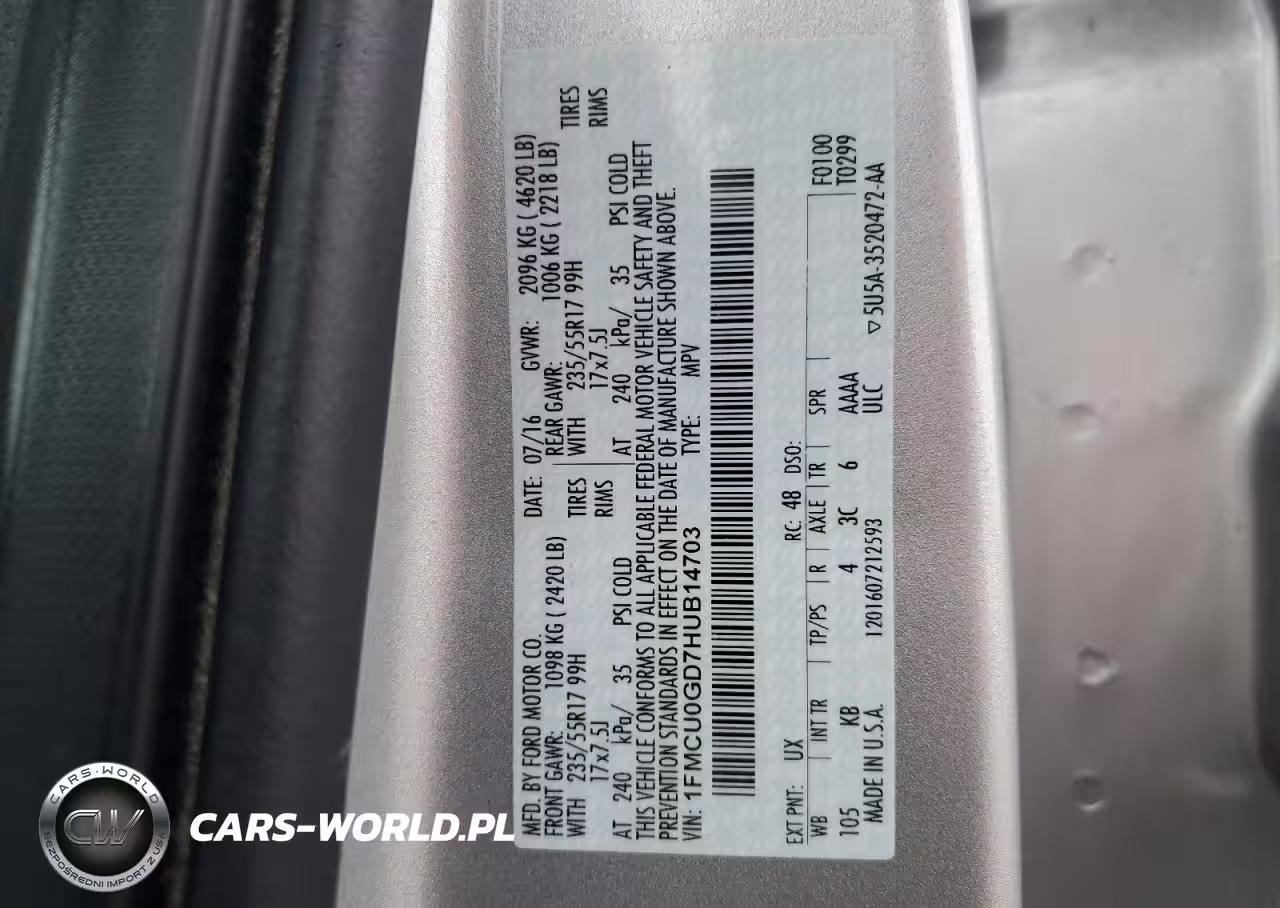 MFD. BY FORD MOTOR CO.
DATE: 07/16 GVWR: 2096 KG ( 4620 LB)
FRONT GAWR: 1098 KG ( 2420 LB)
REAR GAWR: 1006 KG ( 2218 LB)
WITH 235/55R17 99H TIRES
WITH 235/55R17 99H TIRES
17x7.5J RIMS
17x7.5J RIMS
AT 240 kPa/ 35 PSI COLD
AT 240 kPa/ 35 PSI COLD
THIS VEHICLE CONFORMS TO ALL APPLICABLE FEDERAL MOTOR VEHICLE SAFETY AND THEFT
PREVENTION STANDARDS IN EFFECT ON THE DATE OF MANUFACTURE SHOWN ABOVE.
VIN: 1FMCU0GD7HUB14703 TYPE: MPV
EXT PNT: UX RC: 48 DSO:
WB INT TR TP/PS R AXLE TR SPR F0100
105 KB 4 3C 6 AAAA T0299
MADE IN U.S.A. 1201607212593 ULC ▽5U5A-3520472-AA
CARS-WORLD
CW
BEZPOŚREDNI IMPORT Z USA
CARS-WORLD.PL